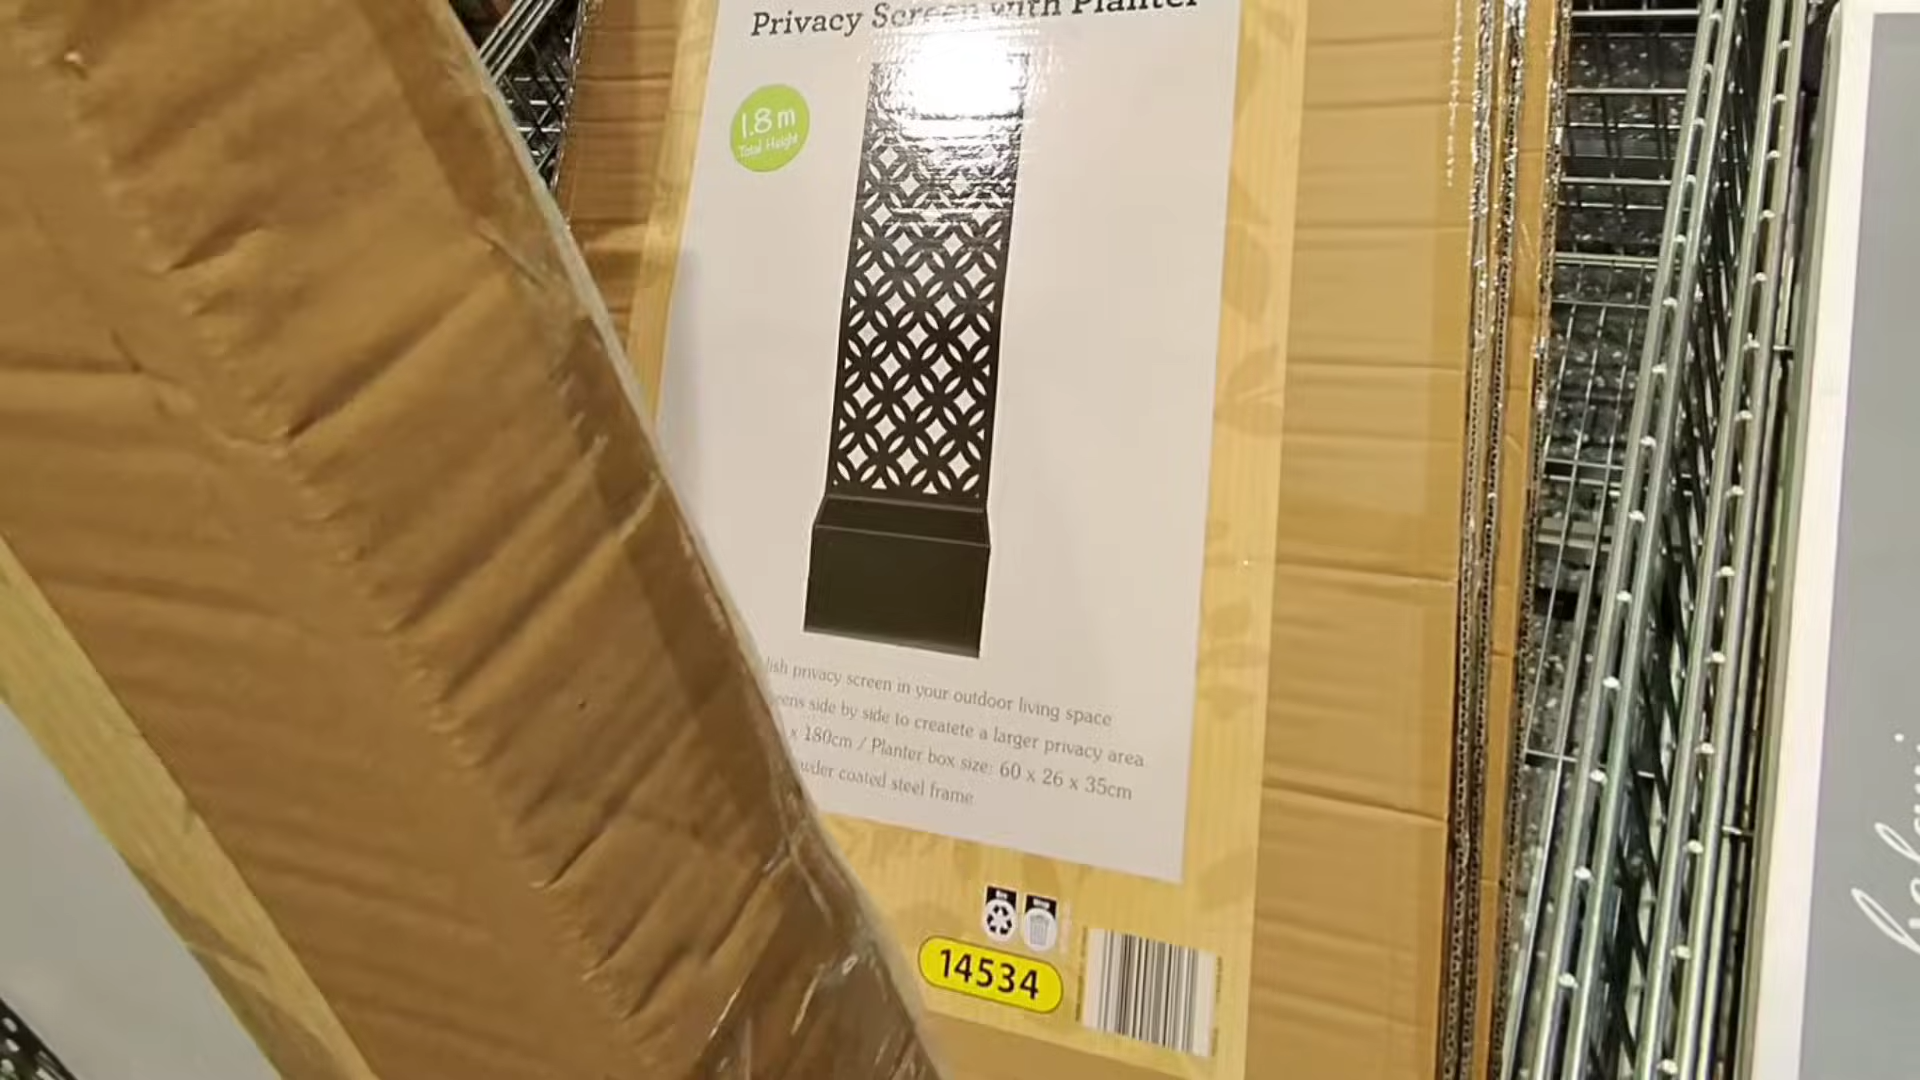 Privacy Screen with Planter
1.8 m
Total Height
lish privacy screen in your outdoor living space
eens side by side to createte a larger privacy area
x 180cm / Planter box size: 60 x 26 x 35cm
wder coated steel frame
14534